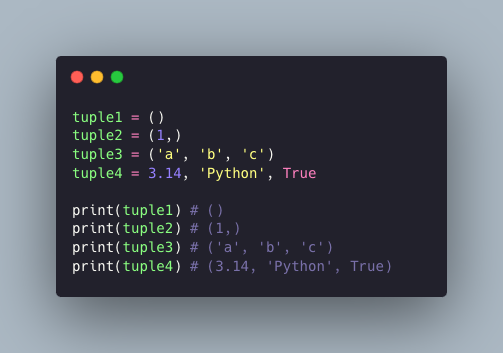 tuple1 = ()
tuple2 = (1,)
tuple3 = ('a', 'b', 'c')
tuple4 = 3.14, 'Python', True

print(tuple1) # ()
print(tuple2) # (1,)
print(tuple3) # ('a', 'b', 'c')
print(tuple4) # (3.14, 'Python', True)